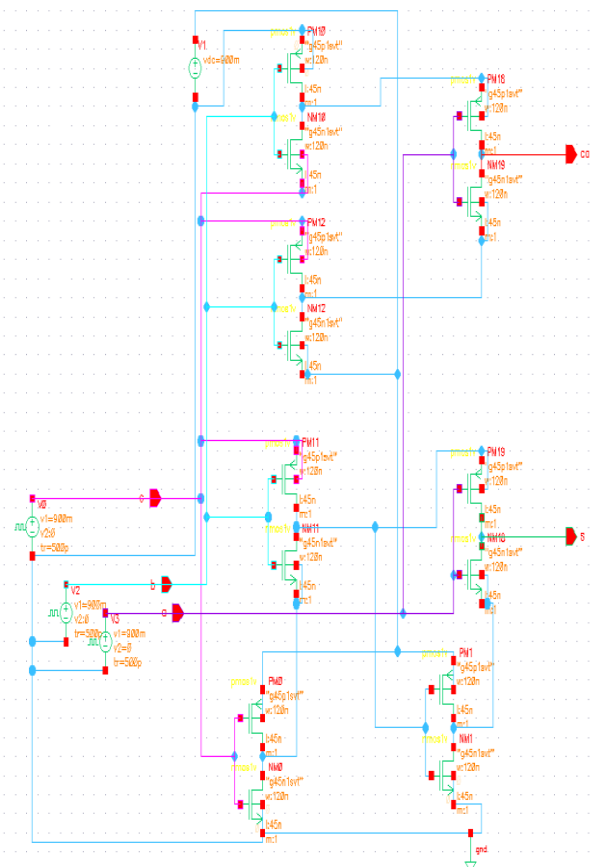 V1
vdc=900m
PM10
"g45p1svt"
w:120n
l:45n
m:1
NM10
"g45n1svt"
w:120n
l:45n
m:1
PM12
"g45p1svt"
w:120n
l:45n
m:1
NM12
"g45n1svt"
w:120n
l:45n
m:1
PM18
"g45p1svt"
w:120n
l:45n
m:1
NM19
"g45n1svt"
w:120n
l:45n
m:1
PM11
"g45p1svt"
w:120n
l:45n
m:1
NM11
"g45n1svt"
w:120n
l:45n
m:1
PM19
"g45p1svt"
w:120n
l:45n
NM18
"g45n1svt"
w:120n
l:45n
m:1
S
c
v1=900m
v2:0
tr=500p
b
V2
v1=900m
v2:0
tr=500p
a
V3
v1=900m
v2=0
tr=500p
PM0
"g45p1svt"
w:120n
l:45n
m:1
NM0
"g45n1svt"
w:120n
l:45n
m:1
PM1
"g45p1svt"
w:120n
l:45n
m:1
NM1
"g45n1svt"
w:120n
l:45n
m:1
gnd